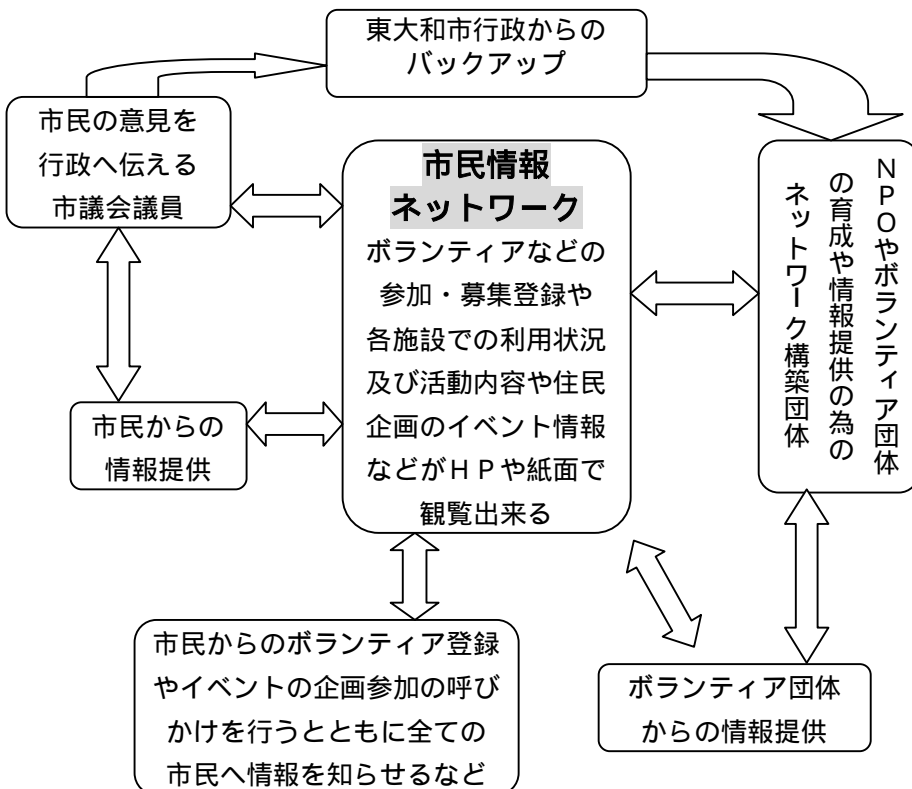 東大和市行政からの
バックアップ
市民の意見を
行政へ伝える
市議会議員
市民情報
ネットワーク
ボランティアなどの
参加・募集登録や
各施設での利用状況
及び活動内容や住民
企画のイベント情報
などがＨＰや紙面で
観覧出来る
ＮＰＯやボランティア団体
の育成や情報提供の為の
ネットワーク構築団体
市民からの
情報提供
市民からのボランティア登録
やイベントの企画参加の呼び
かけを行うとともに全ての
市民へ情報を知らせるなど
ボランティア団体
からの情報提供